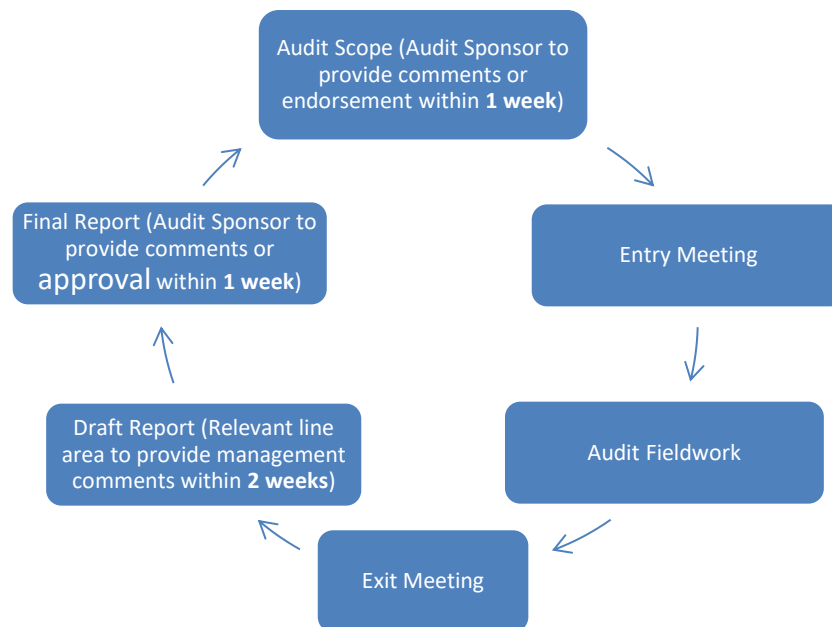 Audit Scope (Audit Sponsor to
provide comments or
endorsement within 1 week)
Entry Meeting
Audit Fieldwork
Exit Meeting
Draft Report (Relevant line
area to provide management
comments within 2 weeks)
Final Report (Audit Sponsor to
provide comments or
approval within 1 week)